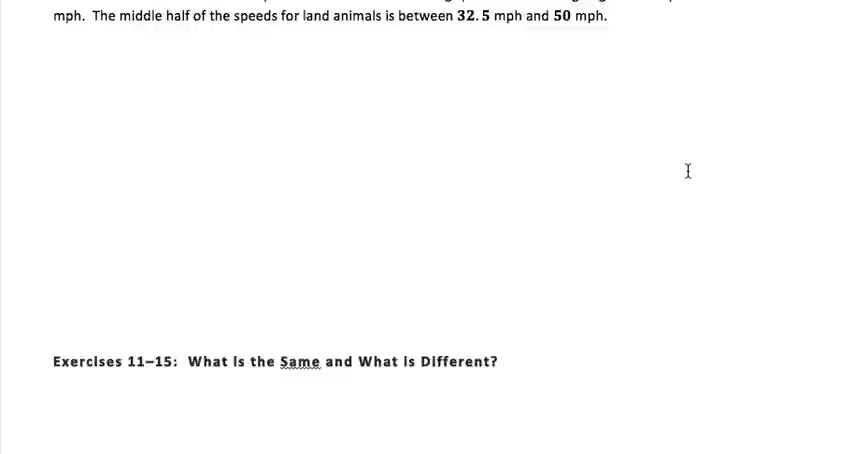 mph. The middle half of the speeds for land animals is between 32.5 mph and 50 mph.
Exercises 11–15: What Is the Same and What is Different?